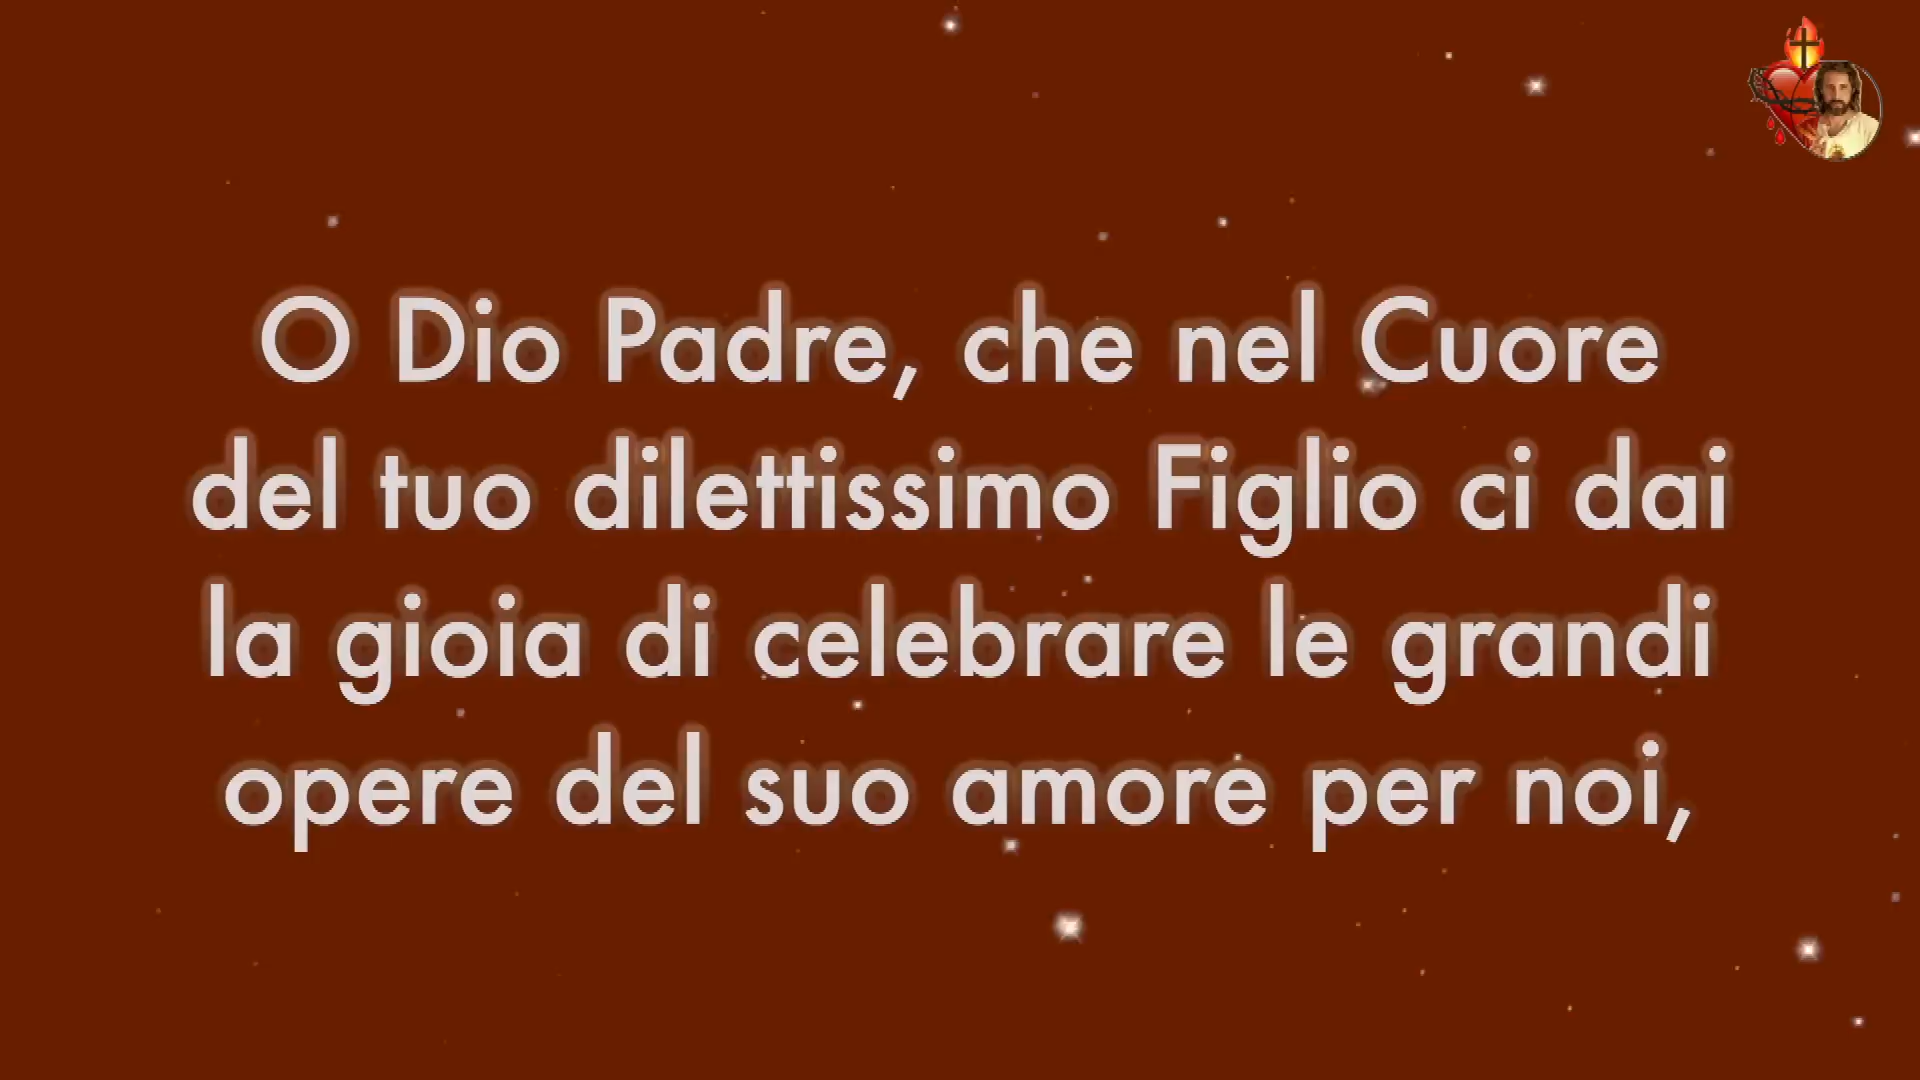 O Dio Padre, che nel Cuore
del tuo dilettissimo Figlio ci dai
la gioia di celebrare le grandi
opere del suo amore per noi,